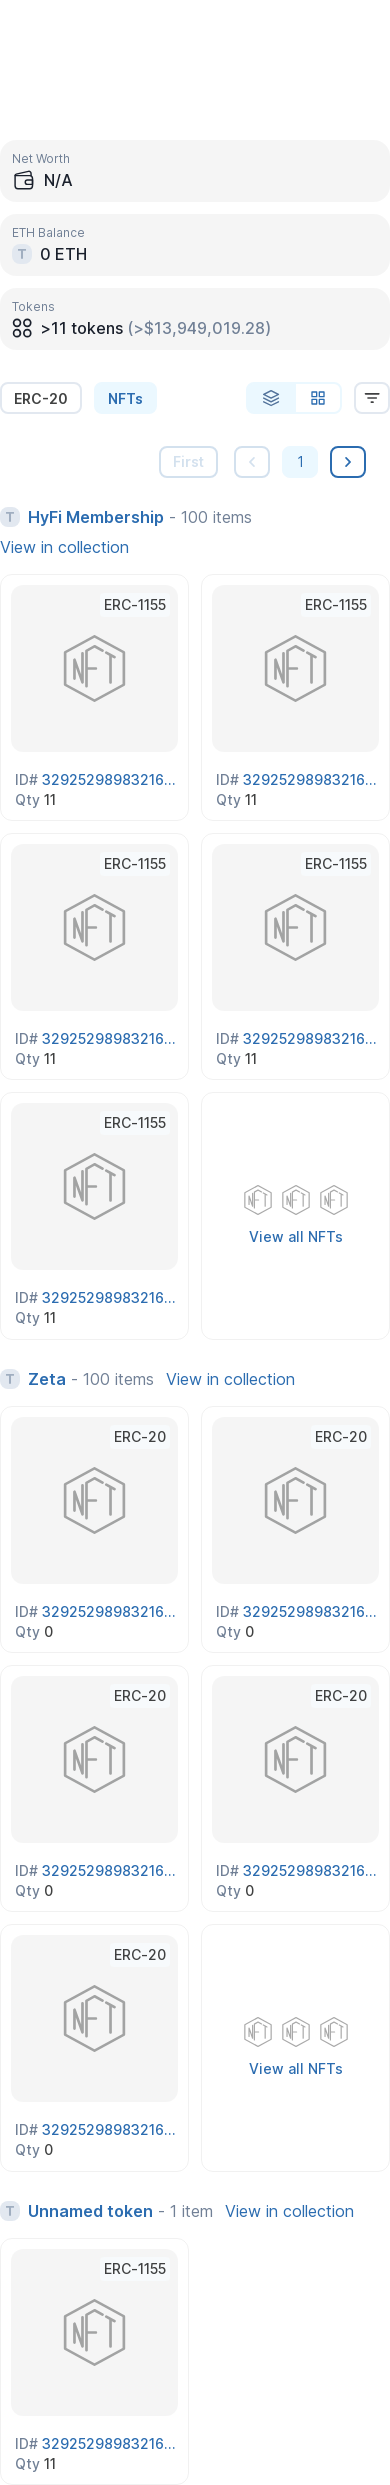 Net Worth
N/A
ETH Balance
T 0 ETH
Tokens
>11 tokens (>$13,949,019.28)
ERC-20 NFTs
First 1
T HyFi Membership - 100 items
View in collection
ERC-1155 ERC-1155
NFT NFT
ID# 32925298983216... ID# 32925298983216...
Qty 11 Qty 11
ERC-1155 ERC-1155
NFT NFT
ID# 32925298983216... ID# 32925298983216...
Qty 11 Qty 11
ERC-1155
NFT
NFT NFT NFT
View all NFTs
ID# 32925298983216...
Qty 11
T Zeta - 100 items View in collection
ERC-20 ERC-20
NFT NFT
ID# 32925298983216... ID# 32925298983216...
Qty 0 Qty 0
ERC-20 ERC-20
NFT NFT
ID# 32925298983216... ID# 32925298983216...
Qty 0 Qty 0
ERC-20
NFT
NFT NFT NFT
View all NFTs
ID# 32925298983216...
Qty 0
T Unnamed token - 1 item View in collection
ERC-1155
NFT
ID# 32925298983216...
Qty 11